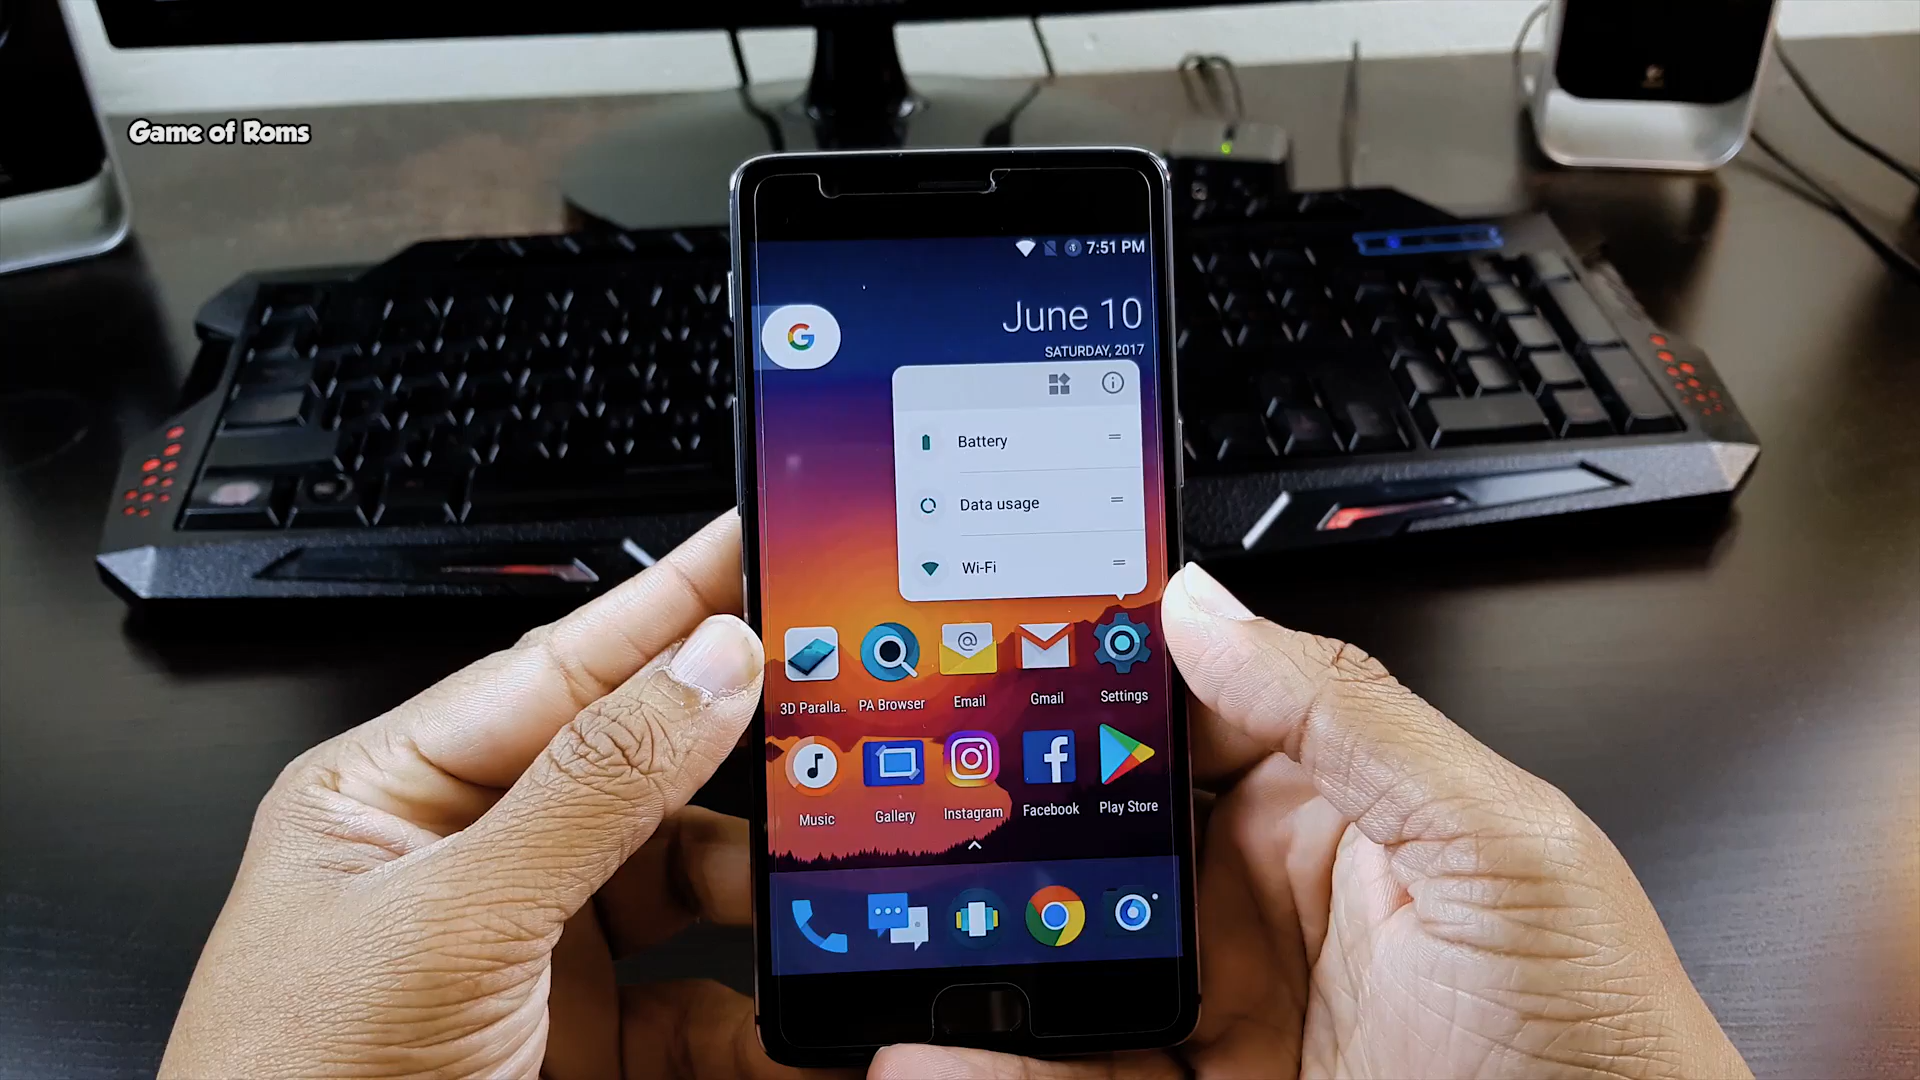 SAMSUNG
Game of Roms
7:51 PM
June 10
SATURDAY, 2017
G
Battery
Data usage
Wi-Fi
3D Paralla..
PA Browser
Email
Gmail
Settings
Music
Gallery
Instagram
Facebook
Play Store